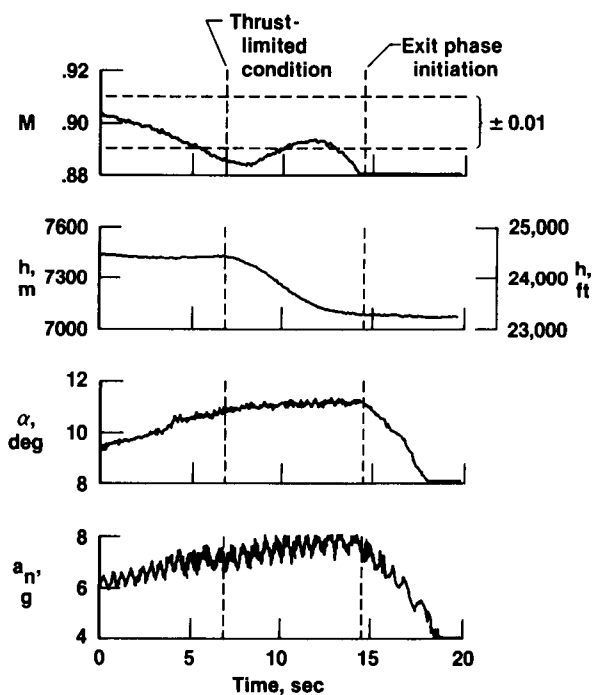 Thrust-
limited
condition
Exit phase
initiation
.92
M .90
.88
± 0.01
7600
h,
m
7300
7000
25,000
24,000
h,
ft
23,000
12
α,
deg
10
8
8
aₙ,
g
6
4
0 5 10 15 20
Time, sec